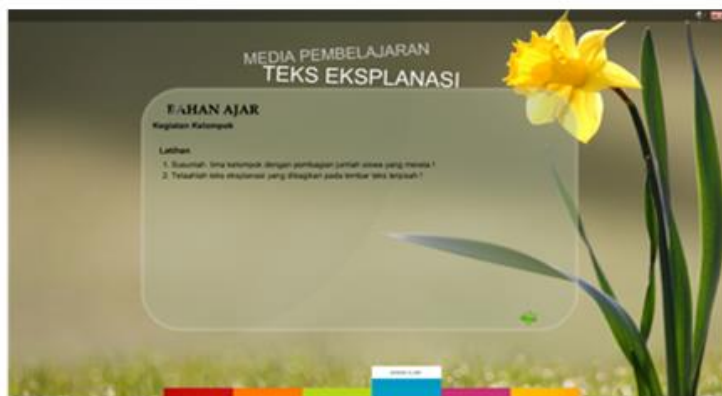 MEDIA PEMBELAJARAN
TEKS EKSPLANASI
BAHAN AJAR
Kegiatan Kelompok
Latihan
1. Susunlah lima kelompok dengan pembagian jumlah siswa yang merata !
2. Telaahlah teks eksplanasi yang dibagikan pada lembar teks terpisah !